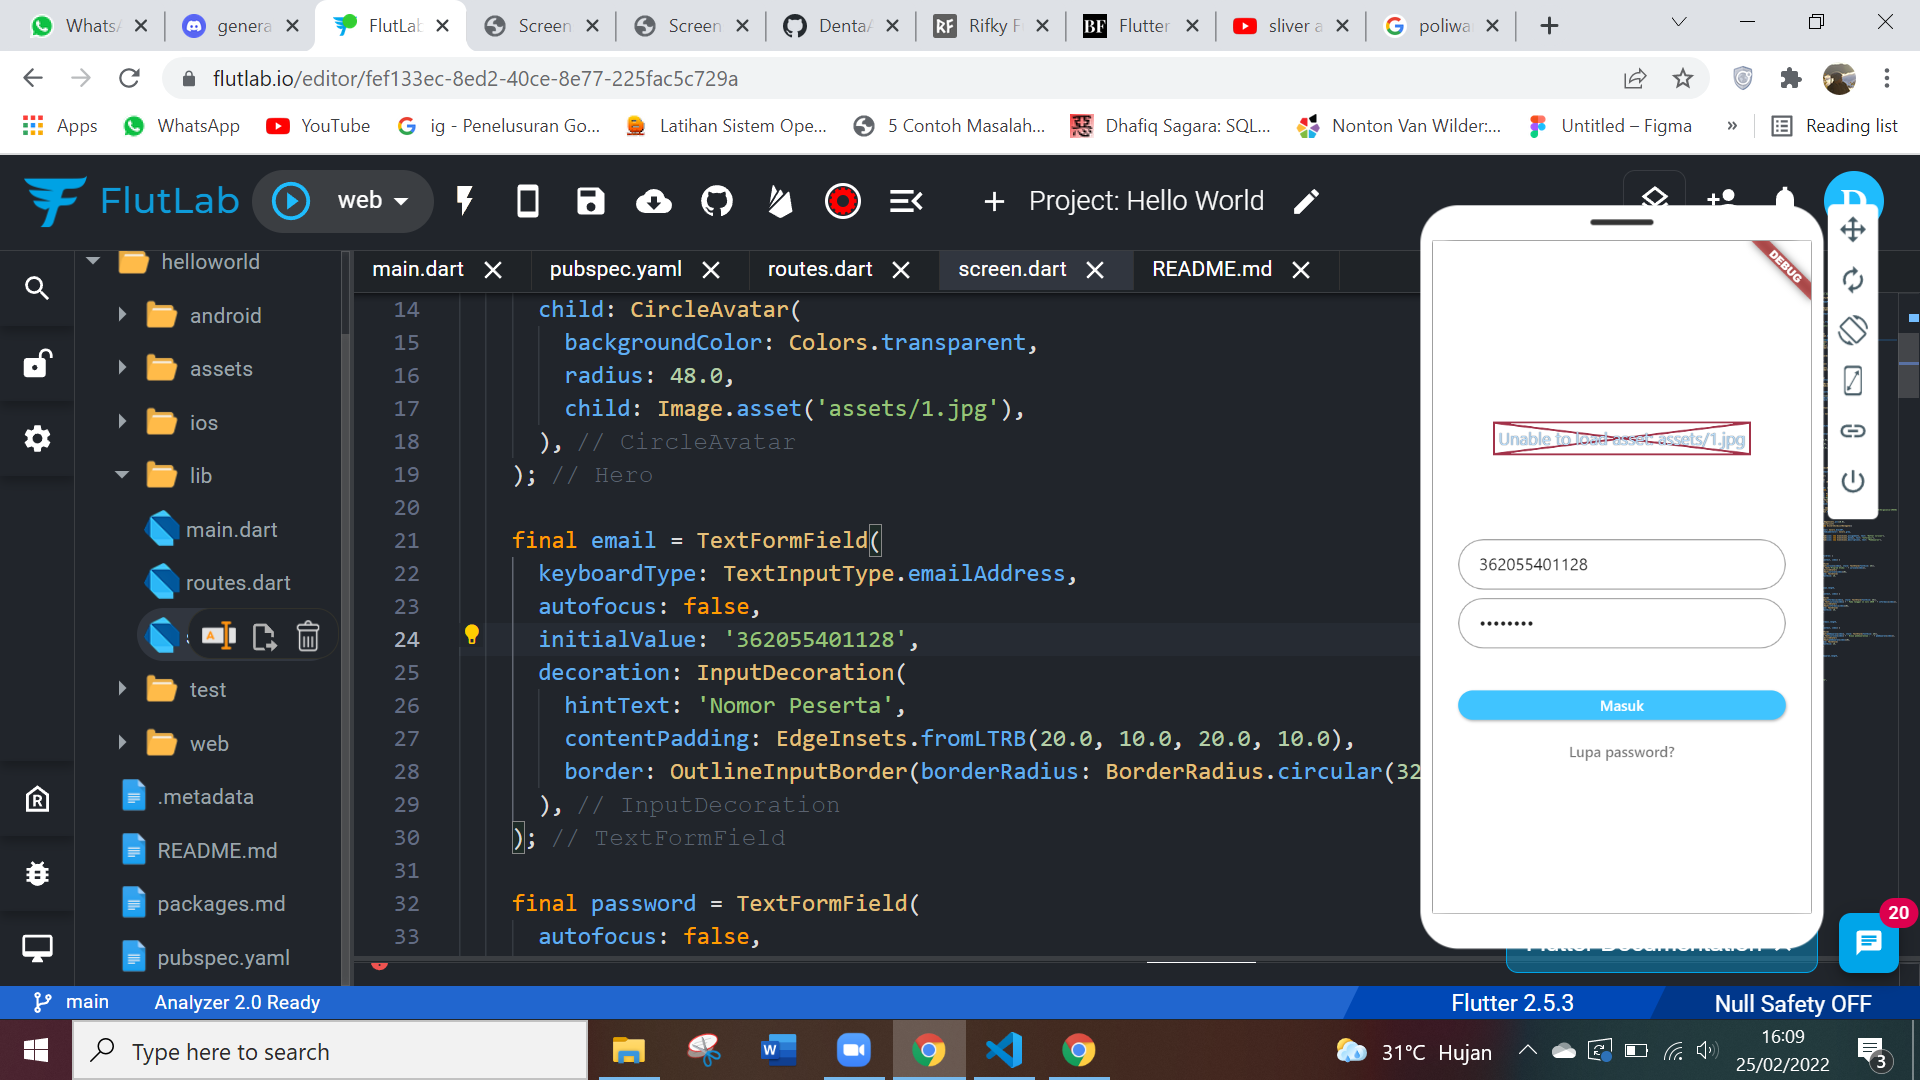 WhatsA
genera
FlutLab
Screen
Screen
DentaA
RF Rifky F
BF Flutter
sliver a
poliwa
flutlab.io/editor/fef133ec-8ed2-40ce-8e77-225fac5c729a
Apps
WhatsApp
YouTube
ig - Penelusuran Go...
Latihan Sistem Ope...
5 Contoh Masalah...
Dhafiq Sagara: SQL...
Nonton Van Wilder:...
Untitled – Figma
»
Reading list
FlutLab
web
Project: Hello World
D
helloworld
android
assets
ios
lib
main.dart
routes.dart
test
web
.metadata
README.md
packages.md
pubspec.yaml
main.dart
pubspec.yaml
routes.dart
screen.dart
README.md
14 child: CircleAvatar(
15 backgroundColor: Colors.transparent,
16 radius: 48.0,
17 child: Image.asset('assets/1.jpg'),
18 ), // CircleAvatar
19 ); // Hero
20
21 final email = TextFormField(
22 keyboardType: TextInputType.emailAddress,
23 autofocus: false,
24 initialValue: '362055401128',
25 decoration: InputDecoration(
26 hintText: 'Nomor Peserta',
27 contentPadding: EdgeInsets.fromLTRB(20.0, 10.0, 20.0, 10.0),
28 border: OutlineInputBorder(borderRadius: BorderRadius.circular(32
29 ), // InputDecoration
30 ); // TextFormField
31
32 final password = TextFormField(
33 autofocus: false,
DEBUG
Unable to load asset: assets/1.jpg
362055401128
••••••••
Masuk
Lupa password?
Flutter Documentation
20
main
Analyzer 2.0 Ready
Flutter 2.5.3
Null Safety OFF
Type here to search
31°C Hujan
16:09
25/02/2022
3